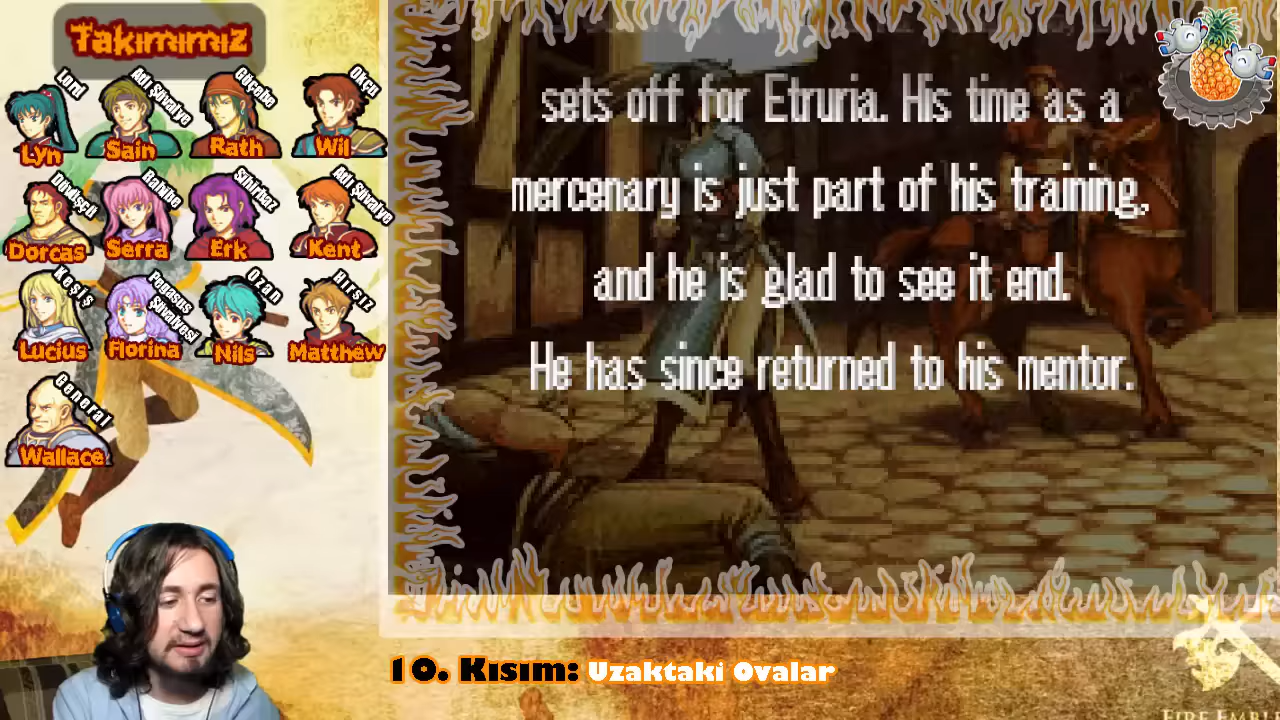 Takımımız
Lord
Atlı Şövalye
Göçebe
Okçu
Lyn
Sain
Rath
Wil
Dövüşçü
Rahibe
Sihirbaz
Atlı Şövalye
Dorcas
Serra
Erk
Kent
Keşiş
Pegasus Şövalyesi
Ozan
Hırsız
Lucius
Florina
Nils
Matthew
General
Wallace
sets off for Etruria. His time as a
mercenary is just part of his training,
and he is glad to see it end.
He has since returned to his mentor.
10. Kısım: Uzaktaki Ovalar